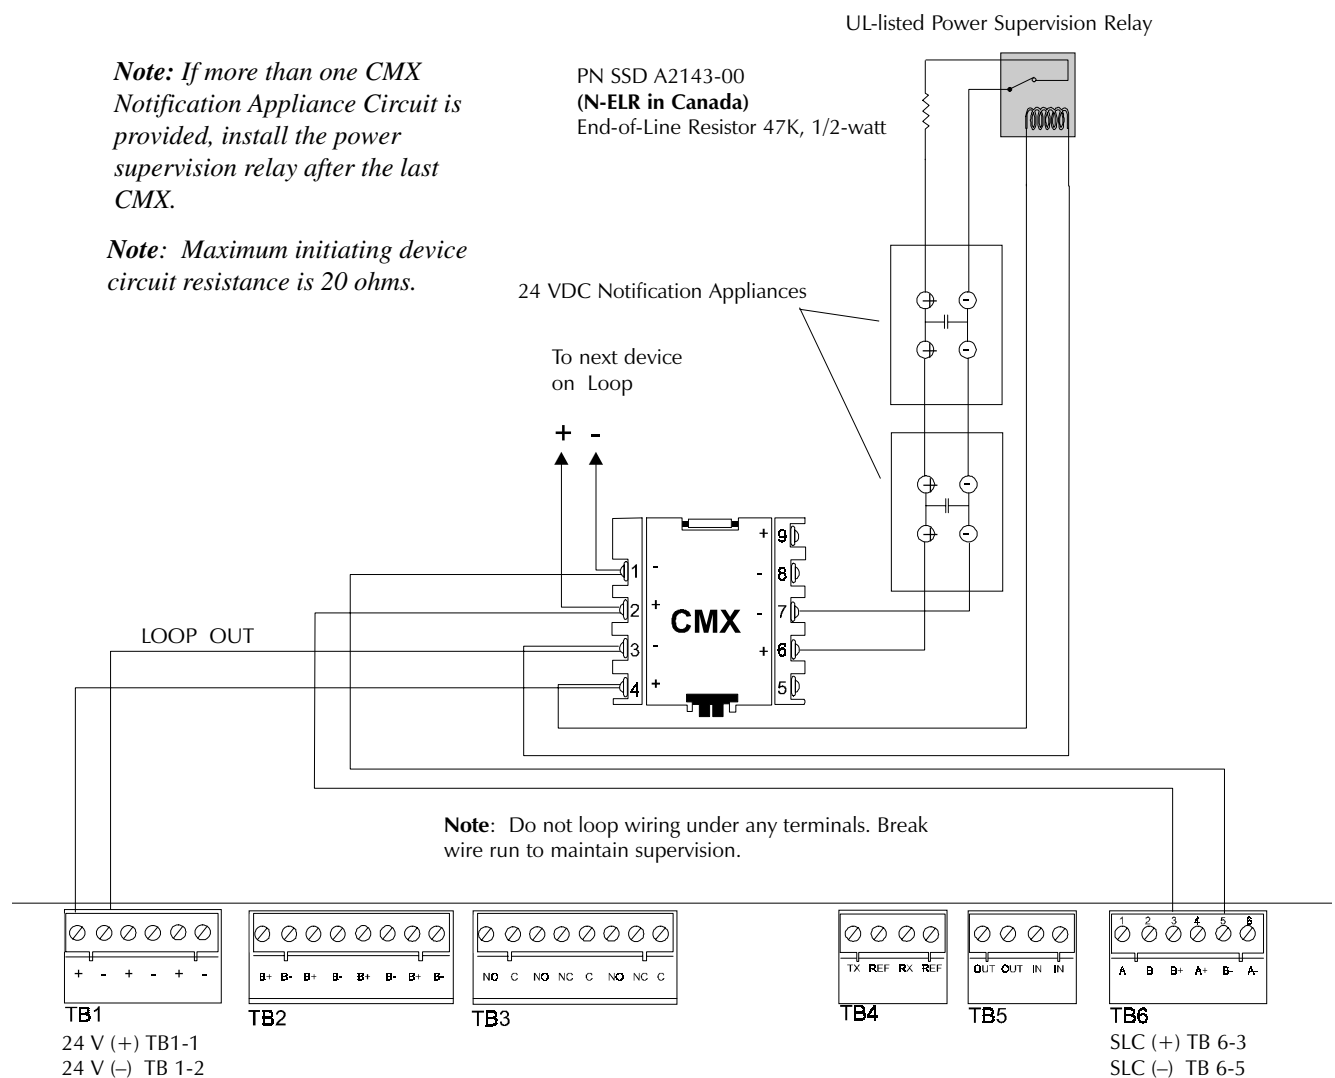 UL-listed Power Supervision Relay
Note: If more than one CMX
Notification Appliance Circuit is
provided, install the power
supervision relay after the last
CMX.
PN SSD A2143-00
(N-ELR in Canada)
End-of-Line Resistor 47K, 1/2-watt
Note: Maximum initiating device
circuit resistance is 20 ohms.
24 VDC Notification Appliances
+ -
+ -
To next device
on Loop
+ -
+ -
+ -
CMX
1 -
2 +
3 -
4 +
+ 9
- 8
- 7
+ 6
5
LOOP OUT
Note: Do not loop wiring under any terminals. Break
wire run to maintain supervision.
+ - + - + -
TB1
24 V (+) TB1-1
24 V (–) TB 1-2
B+ B- B+ B- B+ B- B+ B-
TB2
NO C NO NC C NO NC C
TB3
TX REF RX REF
TB4
OUT OUT IN IN
TB5
1 2 3 4 5 6
A B B+ A+ B- A-
TB6
SLC (+) TB 6-3
SLC (–) TB 6-5